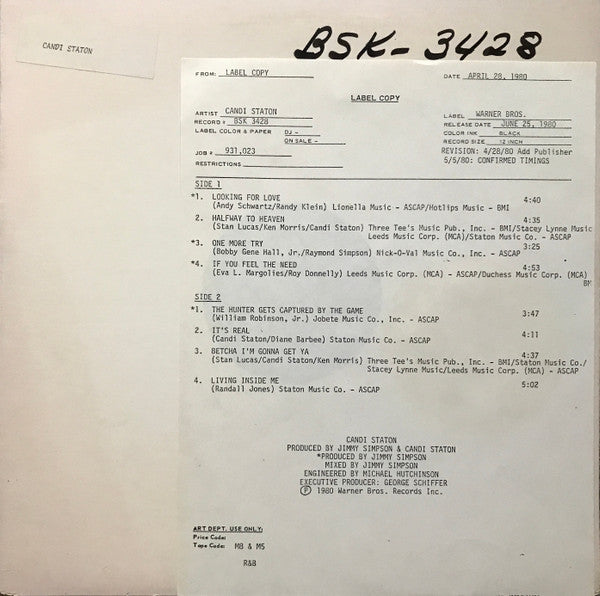 CANDI STATON
BSK-3428
FROM: LABEL COPY
DATE APRIL 28, 1980
LABEL COPY
ARTIST CANDI STATON
RECORD # BSK 3428
LABEL COLOR & PAPER DJ -
ON SALE -
JOB # 931,023
RESTRICTIONS
LABEL WARNER BROS.
RELEASE DATE JUNE 25, 1980
COLOR INK BLACK
RECORD SIZE 12 INCH
REVISION: 4/28/80 Add Publisher
5/5/80: CONFIRMED TIMINGS
SIDE 1
*1. LOOKING FOR LOVE 4:40
(Andy Schwartz/Randy Klein) Lionella Music - ASCAP/Hotlips Music - BMI
2. HALFWAY TO HEAVEN 4:35
(Stan Lucas/Ken Morris/Candi Staton) Three Tee's Music Pub., Inc. - BMI/Stacey Lynne Music
Leeds Music Corp. (MCA)/Staton Music Co. - ASCAP
*3. ONE MORE TRY 3:25
(Bobby Gene Hall, Jr./Raymond Simpson) Nick-O-Val Music Co., Inc. - ASCAP
*4. IF YOU FEEL THE NEED 4:53
(Eva L. Margolies/Roy Donnelly) Leeds Music Corp. (MCA) - ASCAP/Duchess Music Corp. (MCA)
BM
SIDE 2
*1. THE HUNTER GETS CAPTURED BY THE GAME 3:47
(William Robinson, Jr.) Jobete Music Co., Inc. - ASCAP
2. IT'S REAL 4:11
(Candi Staton/Diane Barbee) Staton Music Co. - ASCAP
3. BETCHA I'M GONNA GET YA 4:37
(Stan Lucas/Candi Staton/Ken Morris) Three Tee's Music Pub., Inc. - BMI/Staton Music Co./
Stacey Lynne Music/Leeds Music Corp. (MCA) - ASCAP
4. LIVING INSIDE ME 5:02
(Randall Jones) Staton Music Co. - ASCAP
CANDI STATON
PRODUCED BY JIMMY SIMPSON & CANDI STATON
*PRODUCED BY JIMMY SIMPSON
MIXED BY JIMMY SIMPSON
ENGINEERED BY MICHAEL HUTCHINSON
EXECUTIVE PRODUCER: GEORGE SCHIFFER
Ⓟ 1980 Warner Bros. Records Inc.
ART DEPT. USE ONLY:
Price Code:
Tape Code: M8 & M5
R&B